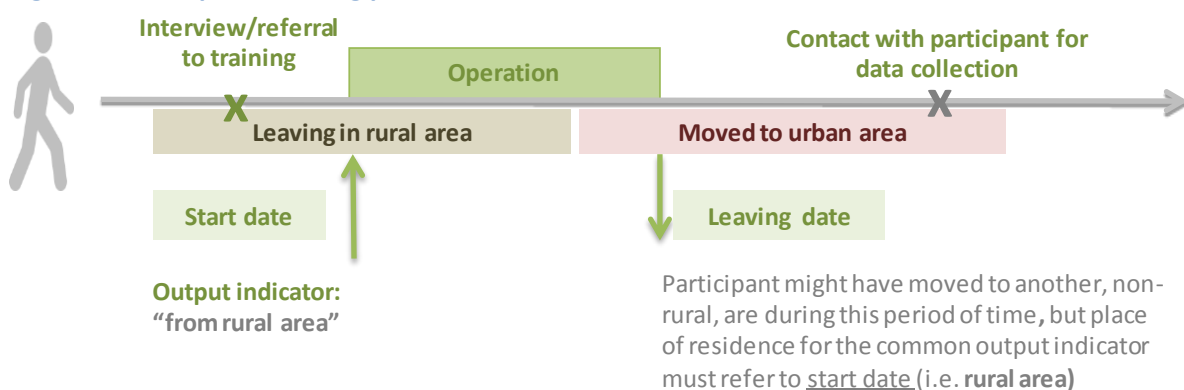 Interview/referral
to training
Operation
Contact with participant for
data collection
X
X
Leaving in rural area
Moved to urban area
Start date
Leaving date
Output indicator:
"from rural area"
Participant might have moved to another, non-
rural, are during this period of time, but place
of residence for the common output indicator
must refer to start date (i.e. rural area)